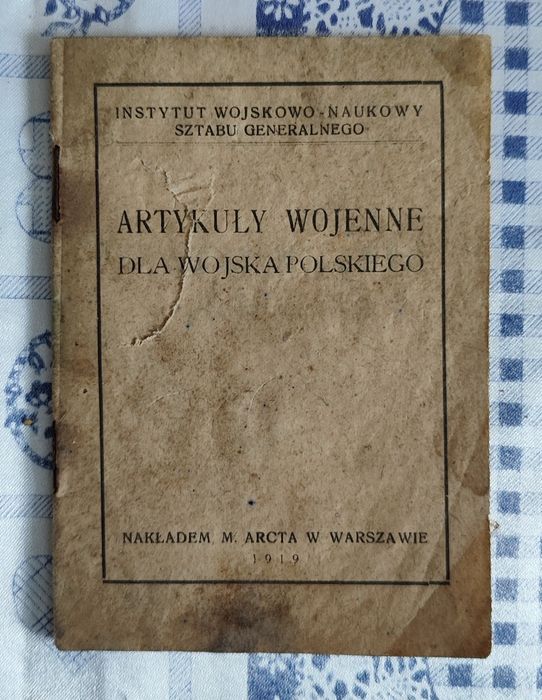 INSTYTUT WOJSKOWO-NAUKOWY
SZTABU GENERALNEGO
ARTYKUŁY WOJENNE
DLA WOJSKA POLSKIEGO
NAKŁADEM M. ARCTA W WARSZAWIE
1919